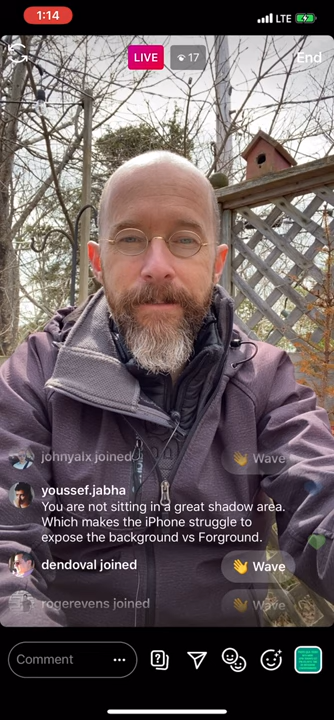 1:14
LTE
LIVE 17 End
johnyalx joined Wave
youssef.jabha
You are not sitting in a great shadow area.
Which makes the iPhone struggle to
expose the background vs Forground.
dendoval joined Wave
rogerevens joined Wave
Comment